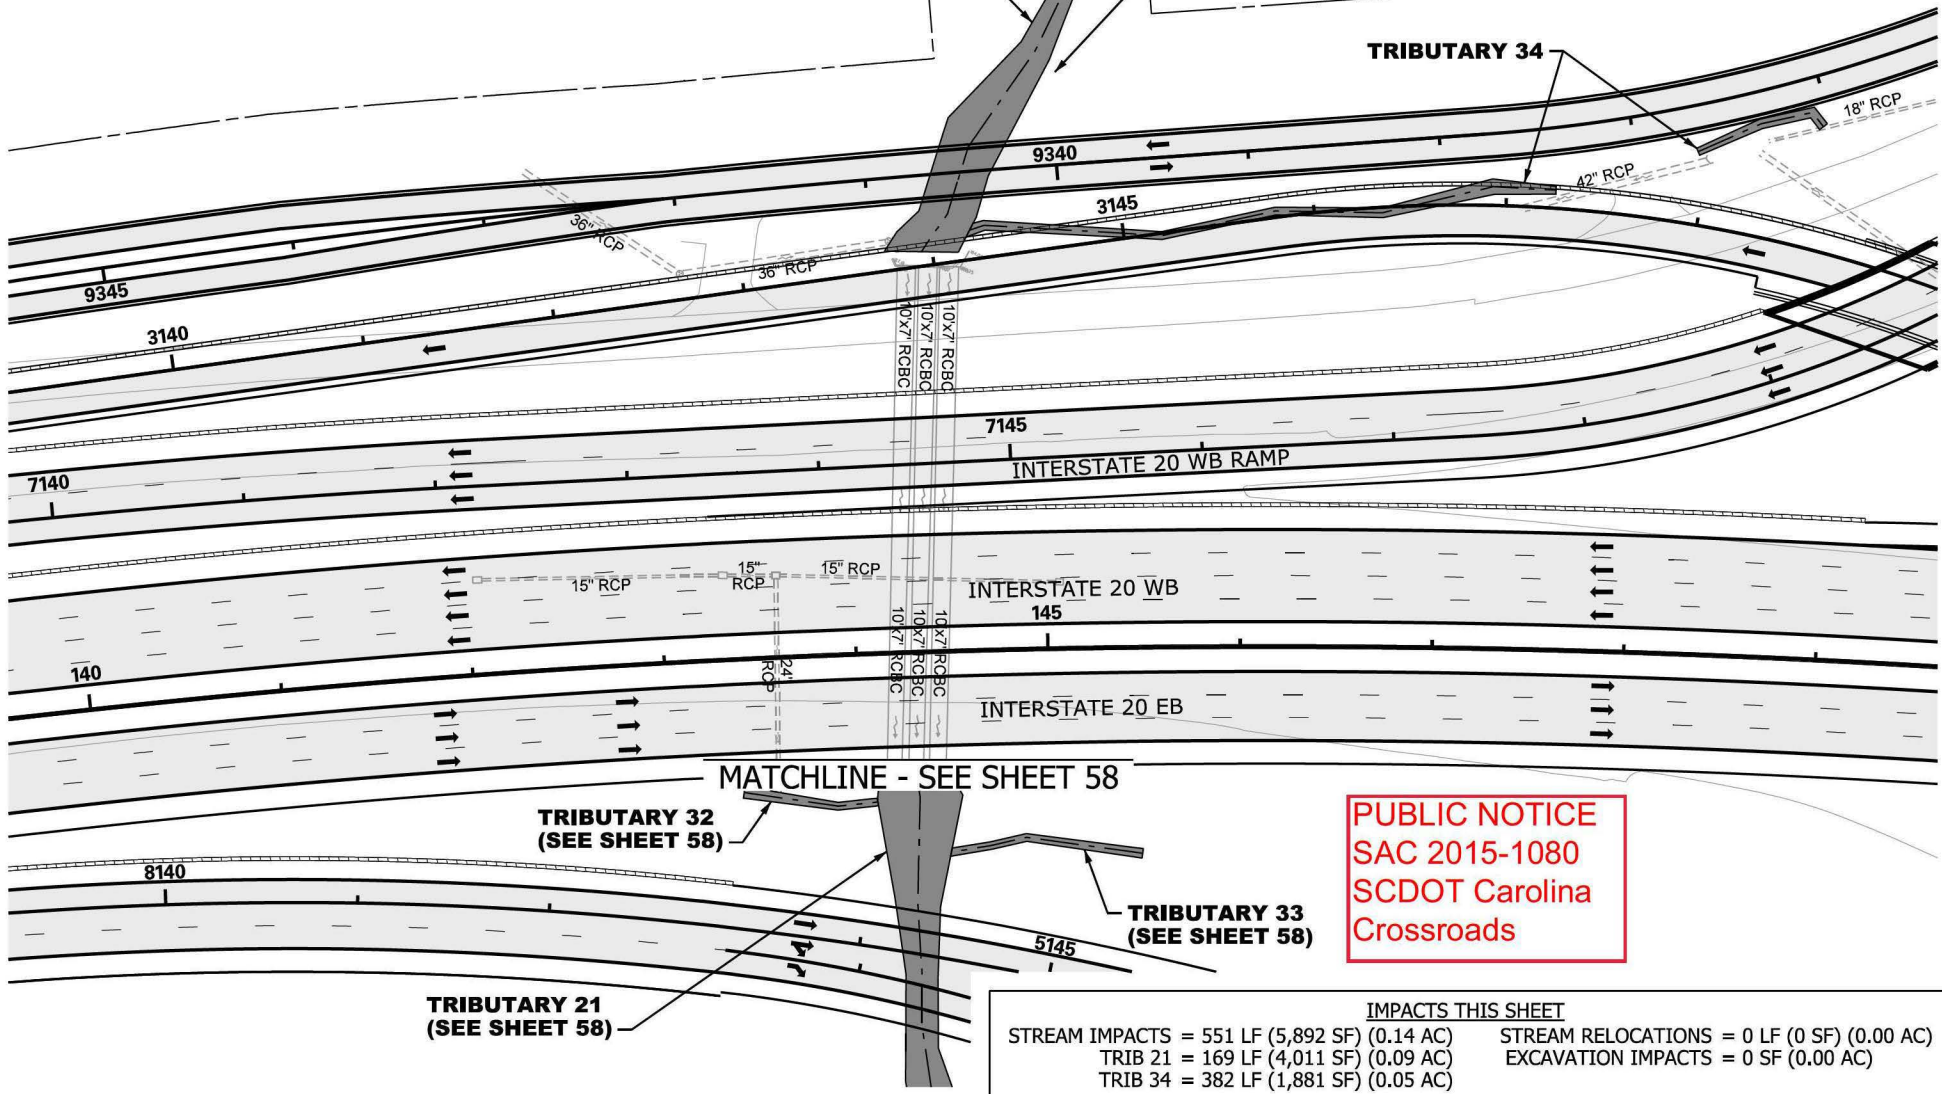 TRIBUTARY 34
18" RCP
9340
42" RCP
3145
36" RCP
36" RCP
9345
3140
10'x7' RCBC
10'x7' RCBC
10'x7' RCBC
7145
INTERSTATE 20 WB RAMP
7140
15" RCP
15"
RCP
15" RCP
INTERSTATE 20 WB
145
10'x7' RCBC
10'x7' RCBC
10'x7' RCBC
24"
RCP
140
INTERSTATE 20 EB
MATCHLINE - SEE SHEET 58
TRIBUTARY 32
(SEE SHEET 58)
PUBLIC NOTICE
SAC 2015-1080
SCDOT Carolina
Crossroads
8140
TRIBUTARY 33
(SEE SHEET 58)
5145
TRIBUTARY 21
(SEE SHEET 58)
IMPACTS THIS SHEET
STREAM IMPACTS = 551 LF (5,892 SF) (0.14 AC)
TRIB 21 = 169 LF (4,011 SF) (0.09 AC)
TRIB 34 = 382 LF (1,881 SF) (0.05 AC)
STREAM RELOCATIONS = 0 LF (0 SF) (0.00 AC)
EXCAVATION IMPACTS = 0 SF (0.00 AC)